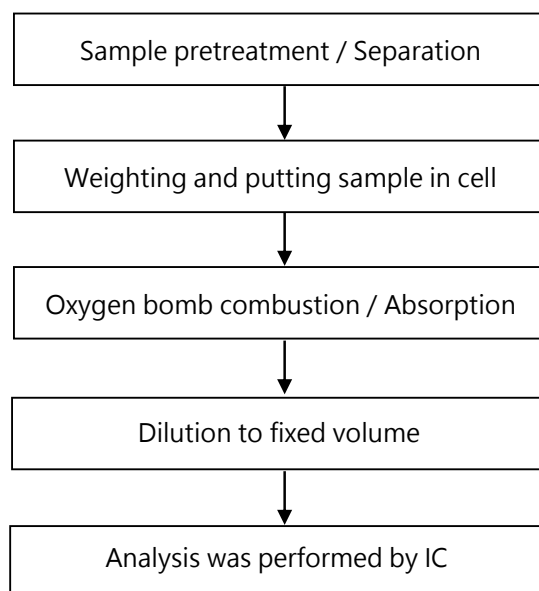 Sample pretreatment / Separation
Weighting and putting sample in cell
Oxygen bomb combustion / Absorption
Dilution to fixed volume
Analysis was performed by IC